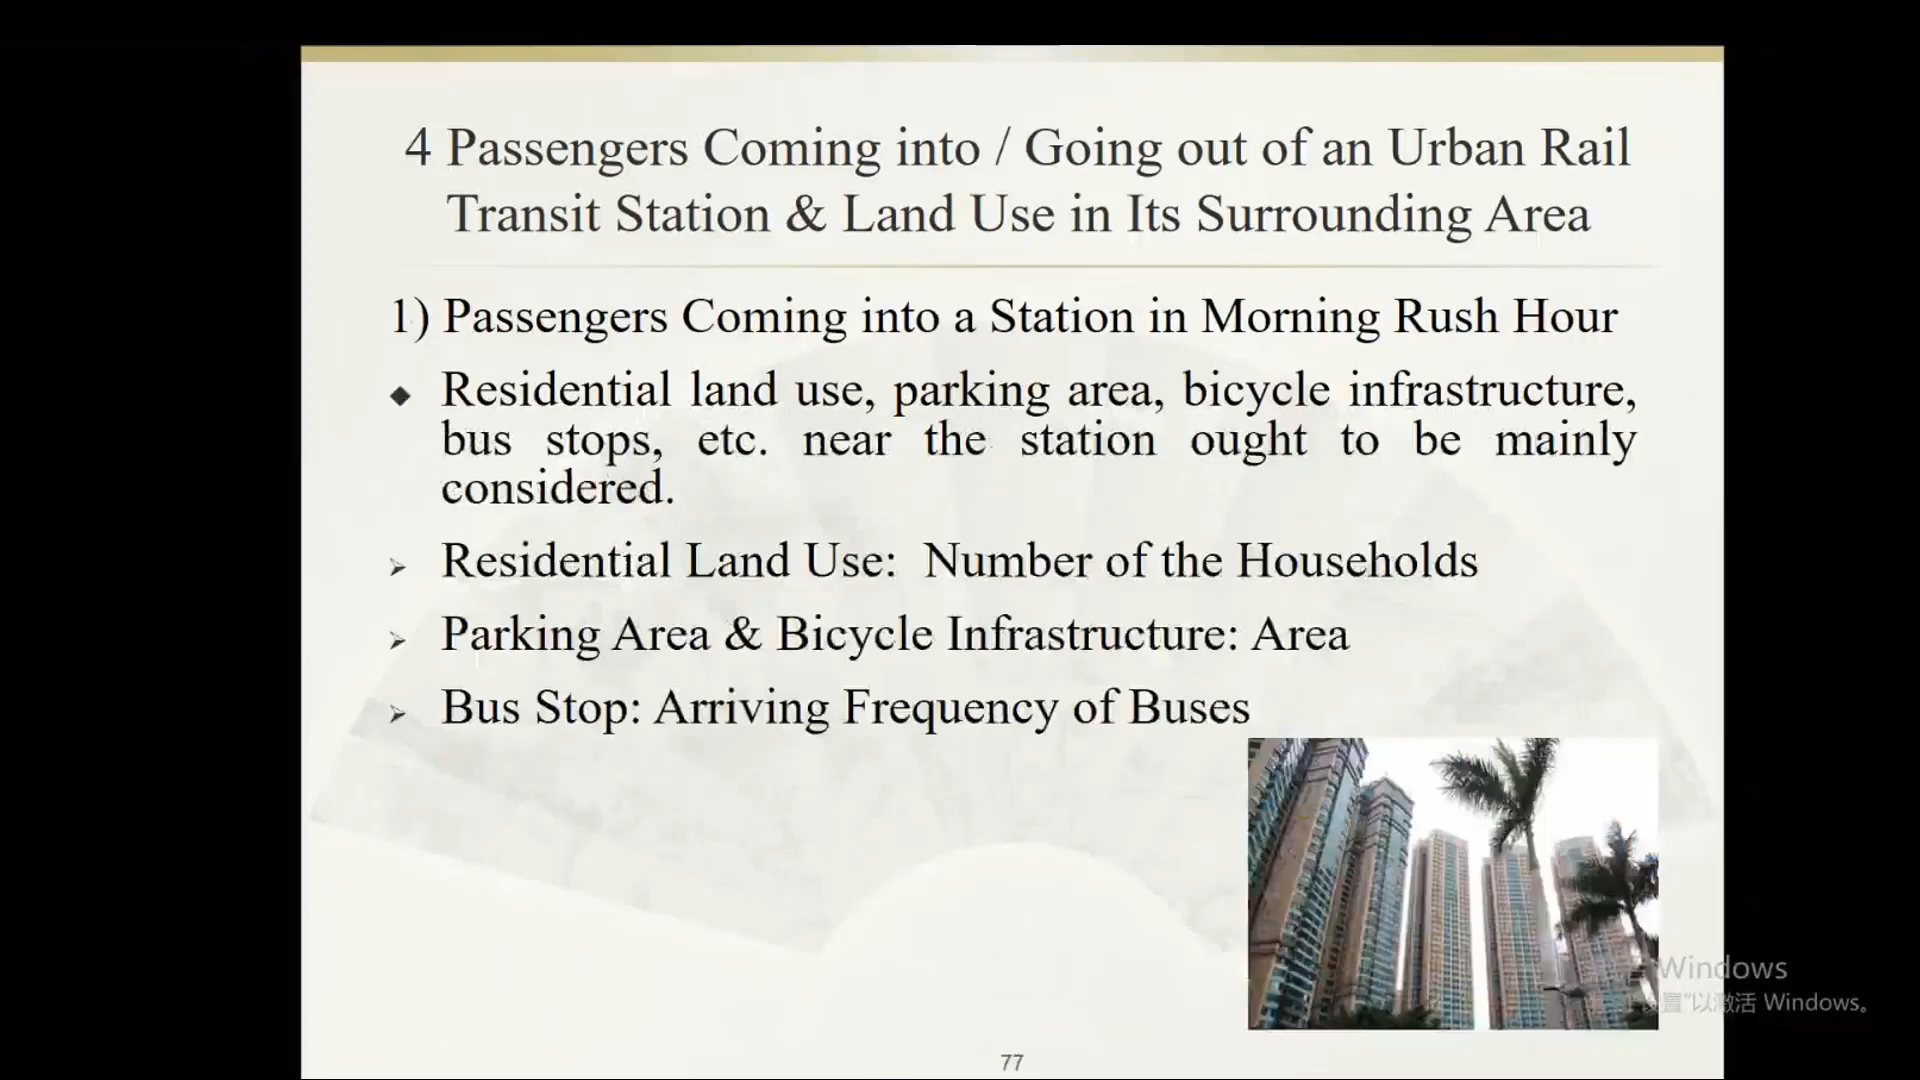 4 Passengers Coming into / Going out of an Urban Rail
Transit Station & Land Use in Its Surrounding Area
1) Passengers Coming into a Station in Morning Rush Hour
◆ Residential land use, parking area, bicycle infrastructure,
bus stops, etc. near the station ought to be mainly
considered.
➢ Residential Land Use: Number of the Households
➢ Parking Area & Bicycle Infrastructure: Area
➢ Bus Stop: Arriving Frequency of Buses
Windows
置"以激活 Windows。
77